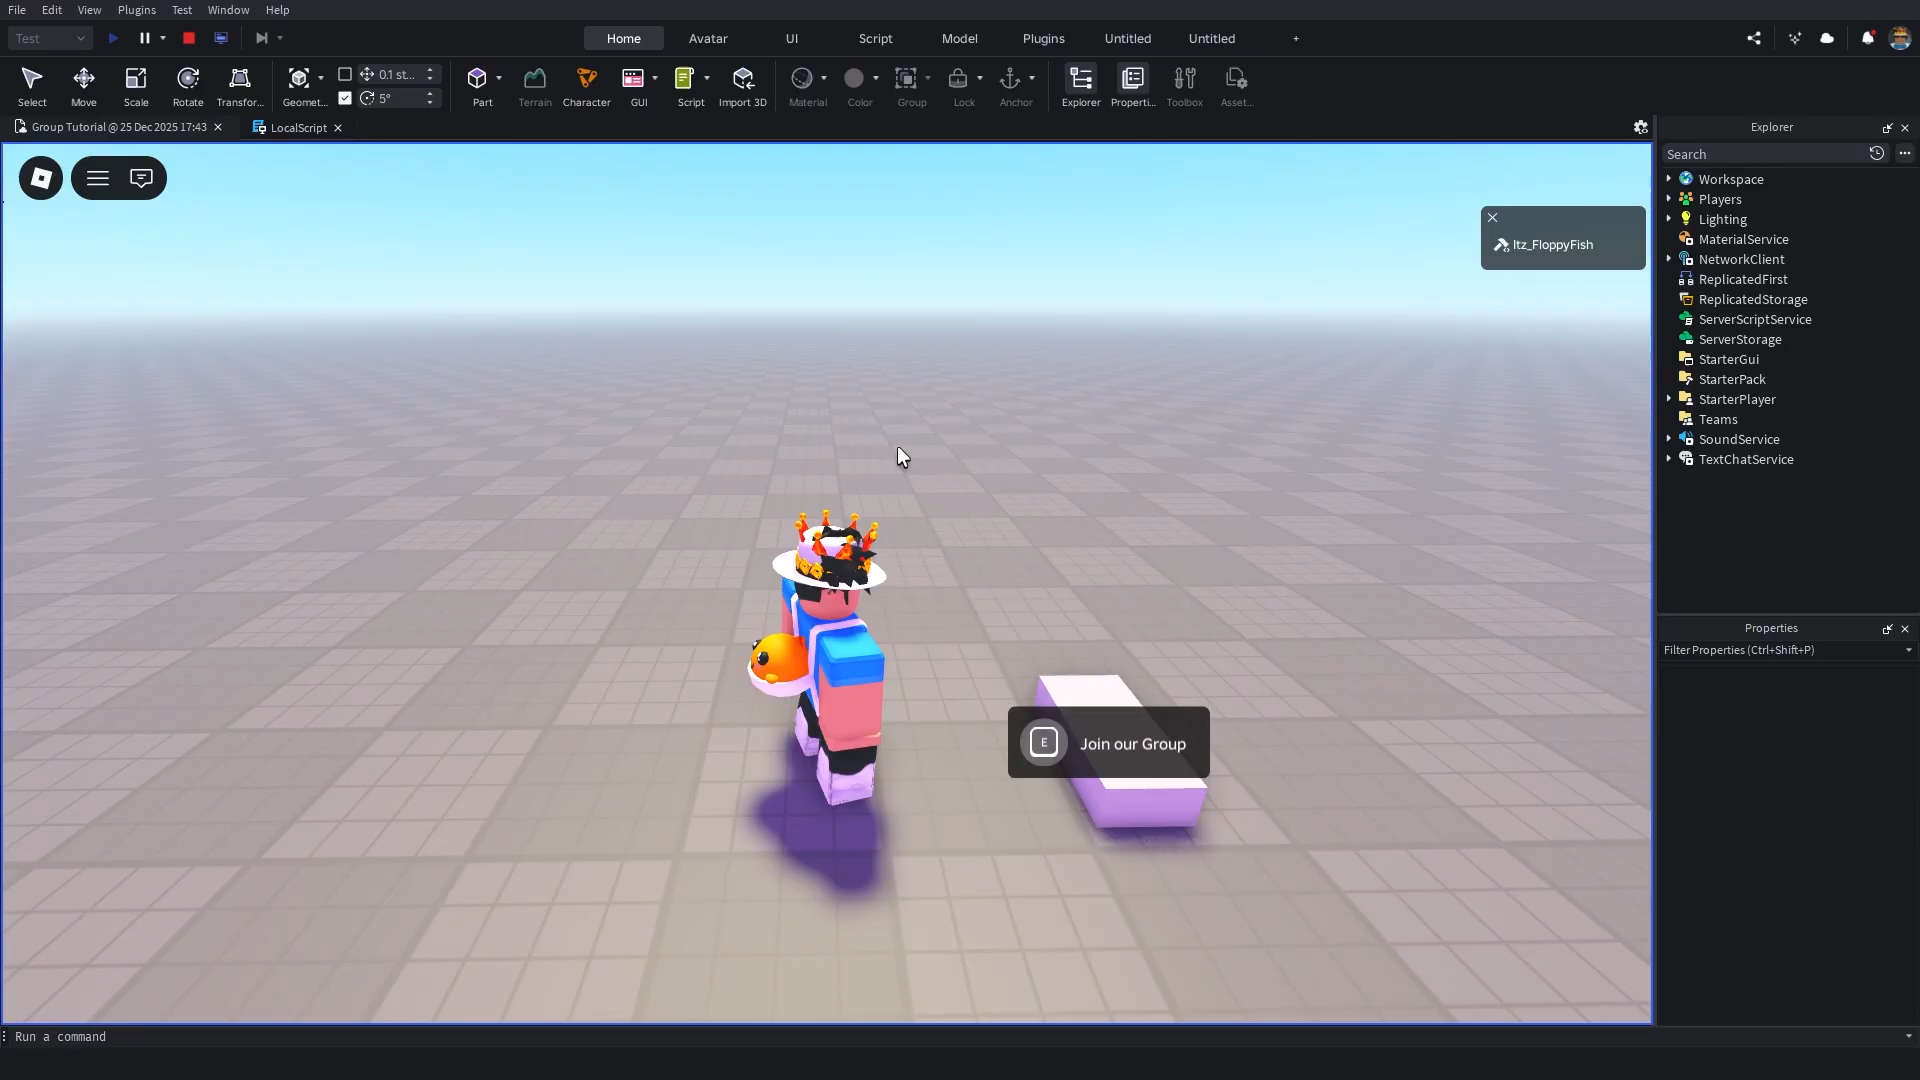 File Edit View Plugins Test Window Help
Test Home Avatar UI Script Model Plugins Untitled Untitled +
0.1 st...
5°
Select Move Scale Rotate Transfor... Geomet... Part Terrain Character GUI Script Import 3D Material Color Group Lock Anchor Explorer Properti... Toolbox Asset...
Group Tutorial @ 25 Dec 2025 17:43 LocalScript
Explorer
Search
Workspace
Players
Lighting
MaterialService
NetworkClient
ReplicatedFirst
ReplicatedStorage
ServerScriptService
ServerStorage
StarterGui
StarterPack
StarterPlayer
Teams
SoundService
TextChatService
Itz_FloppyFish
Properties
Filter Properties (Ctrl+Shift+P)
E Join our Group
Run a command